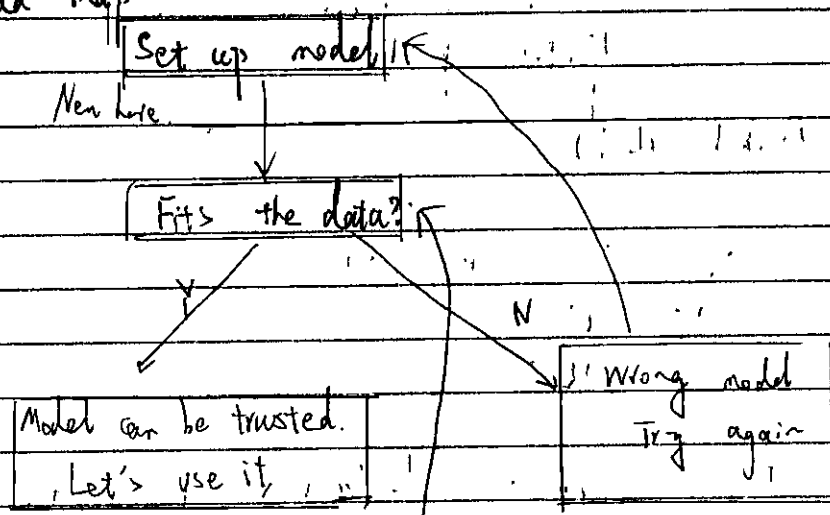 Map
Set up model
New here
Fits the data?
Y
N
Wrong model
Try again
Model can be trusted.
Let's use it